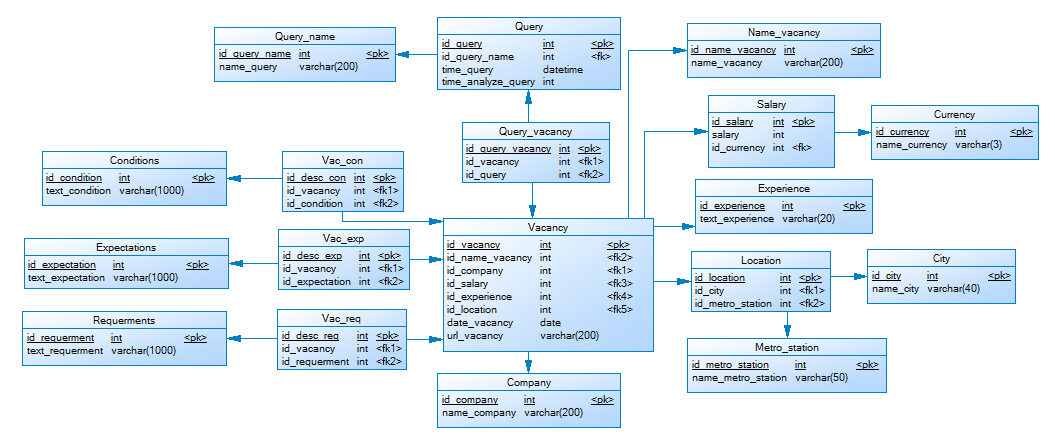 Query_name
id_query_name int <pk>
name_query varchar(200)
Query
id_query int <pk>
id_query_name int <fk>
time_query datetime
time_analyze_query int
Name_vacancy
id_name_vacancy int <pk>
name_vacancy varchar(200)
Salary
id_salary int <pk>
salary int
id_currency int <fk>
Currency
id_currency int <pk>
name_currency varchar(3)
Query_vacancy
id_query_vacancy int <pk>
id_vacancy int <fk1>
id_query int <fk2>
Conditions
id_condition int <pk>
text_condition varchar(1000)
Vac_con
id_desc_con int <pk>
id_vacancy int <fk1>
id_condition int <fk2>
Experience
id_experience int <pk>
text_experience varchar(20)
Expectations
id_expectation int <pk>
text_expectation varchar(1000)
Vac_exp
id_desc_exp int <pk>
id_vacancy int <fk1>
id_expectation int <fk2>
Vacancy
id_vacancy int <pk>
id_name_vacancy int <fk2>
id_company int <fk1>
id_salary int <fk3>
id_experience int <fk4>
id_location int <fk5>
date_vacancy date
url_vacancy varchar(200)
Location
id_location int <pk>
id_city int <fk1>
id_metro_station int <fk2>
City
id_city int <pk>
name_city varchar(40)
Requerments
id_requerment int <pk>
text_requerment varchar(1000)
Vac_req
id_desc_req int <pk>
id_vacancy int <fk1>
id_requerment int <fk2>
Metro_station
id_metro_station int <pk>
name_metro_station varchar(50)
Company
id_company int <pk>
name_company varchar(200)